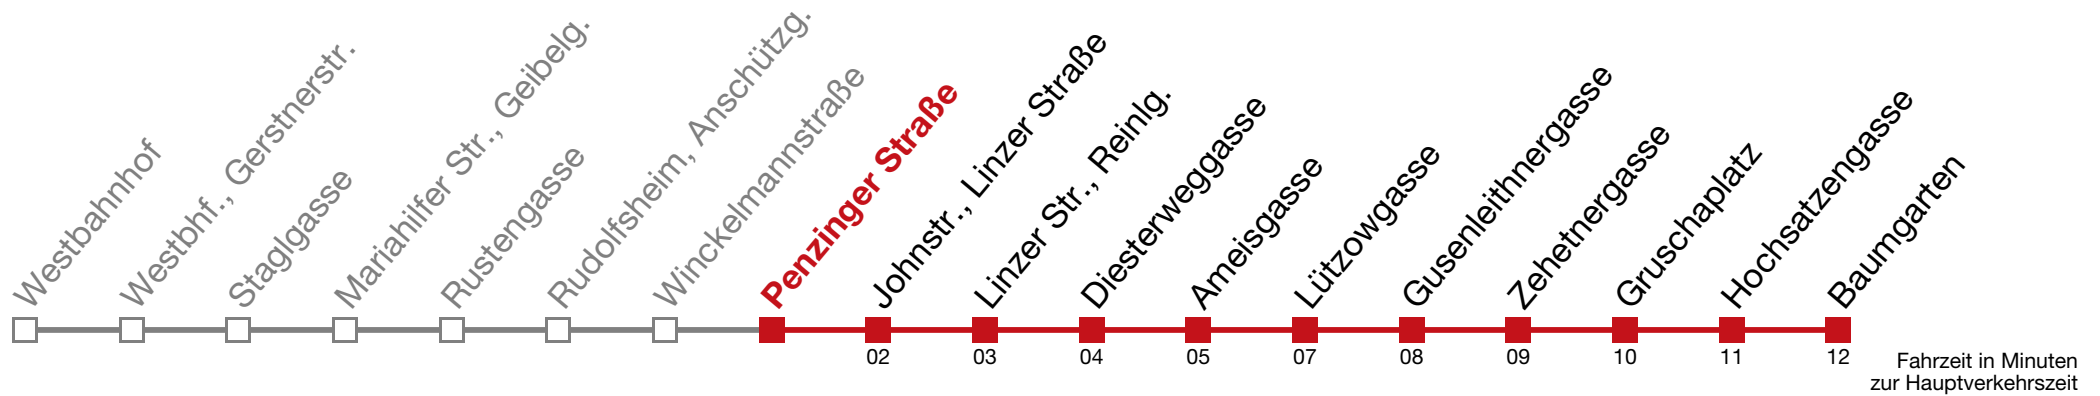 Westbahnhof
Westbhf., Gerstnerstr.
Staglgasse
Mariahilfer Str., Geibelg.
Rustengasse
Rudolfsheim, Anschützg.
Winckelmannstraße
Penzinger Straße
Johnstr., Linzer Straße
Linzer Str., Reinlg.
Diesterweggasse
Ameisgasse
Lützowgasse
Gusenleithnergasse
Zehetnergasse
Gruschaplatz
Hochsatzengasse
Baumgarten
02 03 04 05 07 08 09 10 11 12
Fahrzeit in Minuten
zur Hauptverkehrszeit